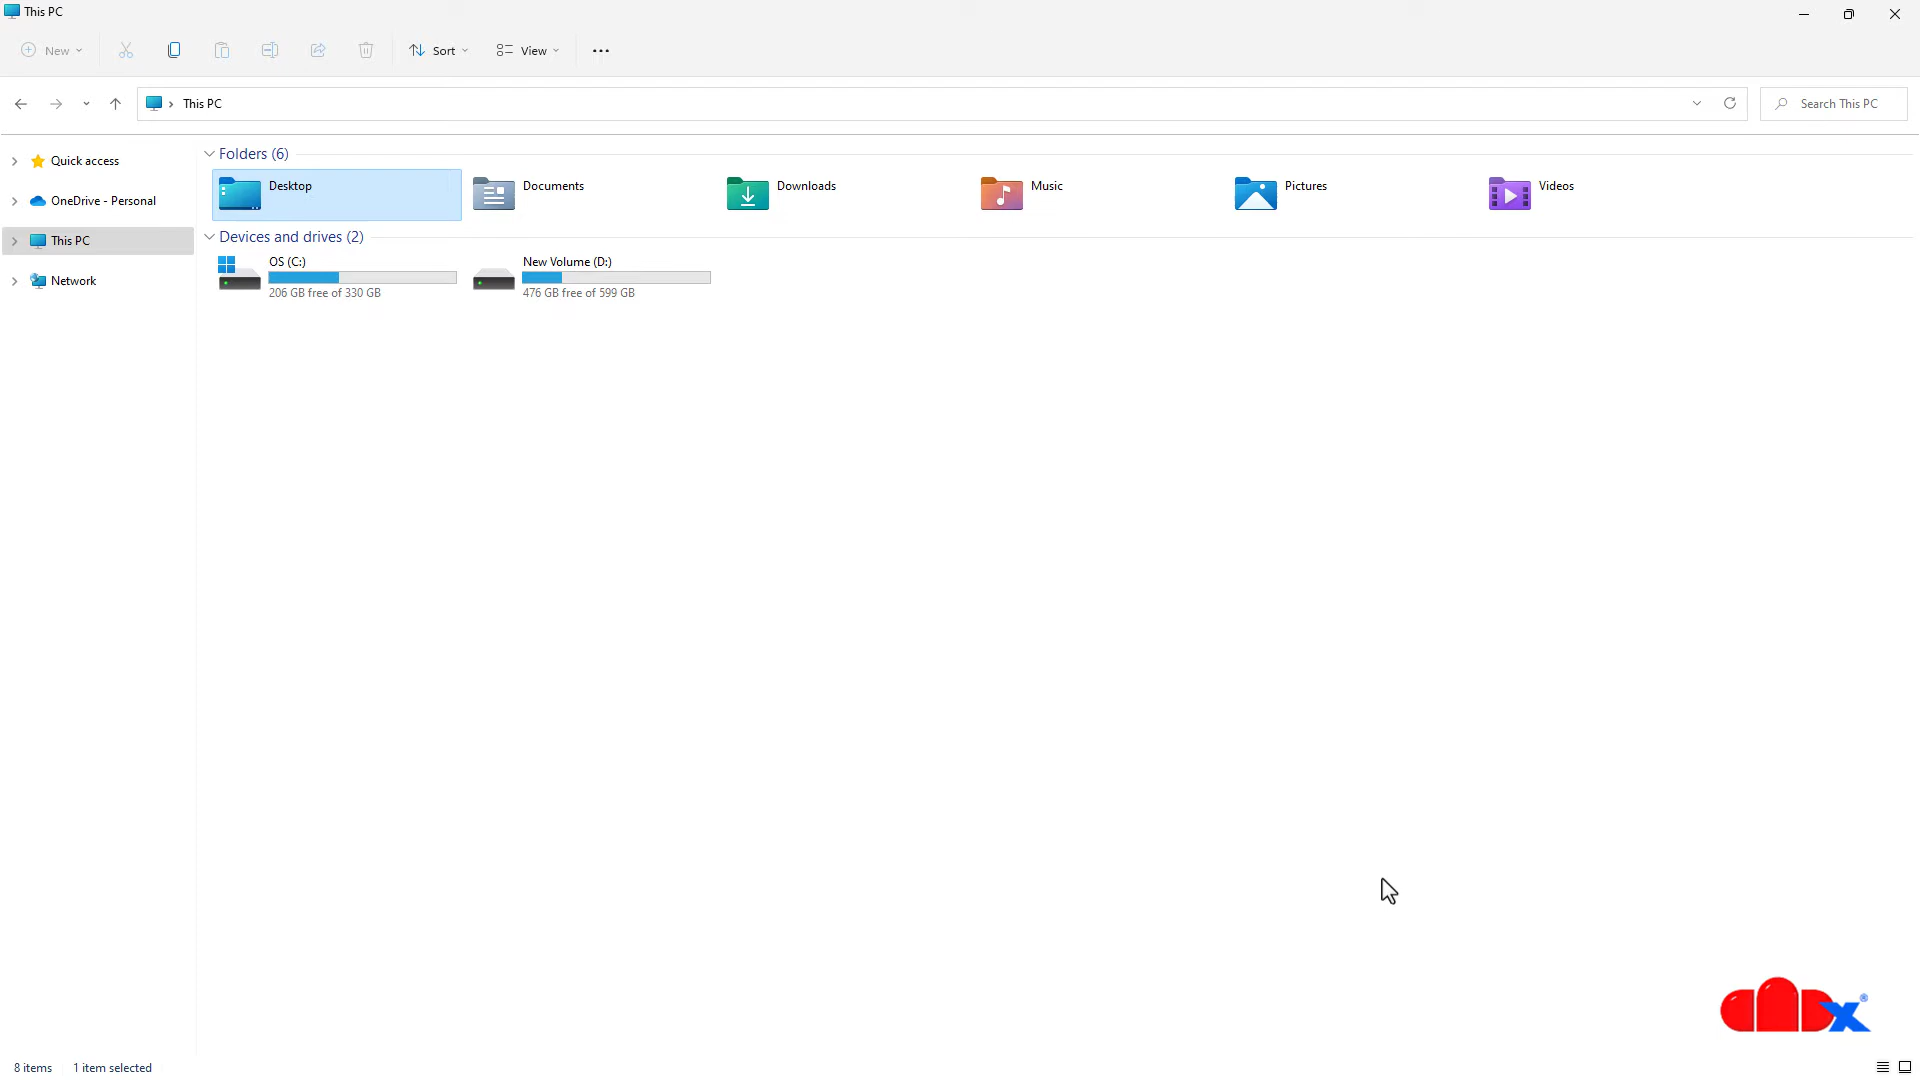 This PC
New
Sort
View
This PC
Search This PC
Quick access
OneDrive - Personal
This PC
Network
Folders (6)
Desktop
Documents
Downloads
Music
Pictures
Videos
Devices and drives (2)
OS (C:)
206 GB free of 330 GB
New Volume (D:)
476 GB free of 599 GB
8 items
1 item selected